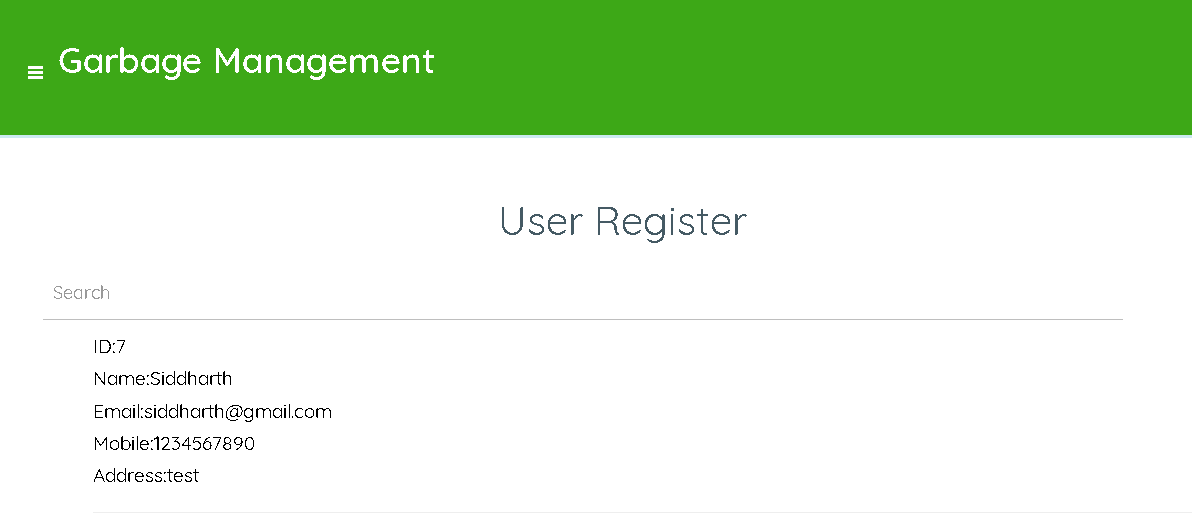 Garbage Management
User Register
Search
ID:7
Name:Siddharth
Email:siddharth@gmail.com
Mobile:1234567890
Address:test